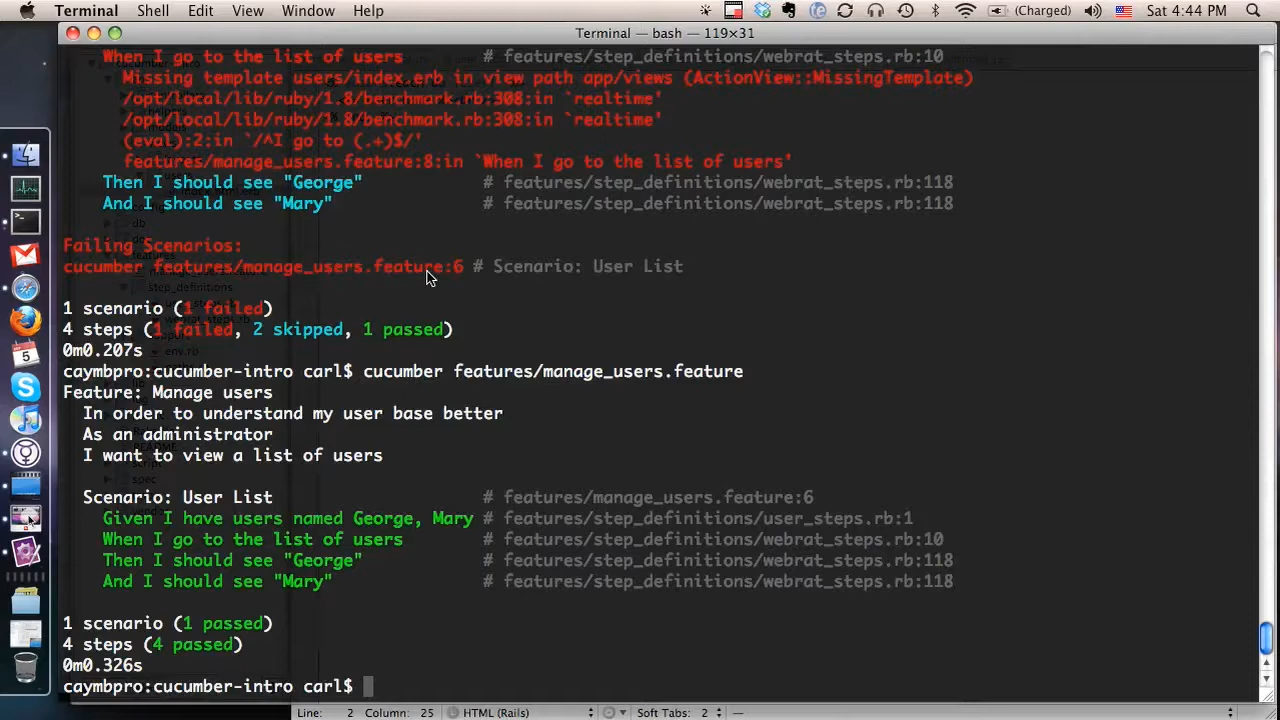 Terminal Shell Edit View Window Help (Charged) Sat 4:44 PM
Terminal — bash — 119×31
When I go to the list of users # features/step_definitions/webrat_steps.rb:10
Missing template users/index.erb in view path app/views (ActionView::MissingTemplate)
/opt/local/lib/ruby/1.8/benchmark.rb:308:in `realtime'
/opt/local/lib/ruby/1.8/benchmark.rb:308:in `realtime'
(eval):2:in `/^I go to (.+)$/'
features/manage_users.feature:8:in `When I go to the list of users'
Then I should see "George" # features/step_definitions/webrat_steps.rb:118
And I should see "Mary" # features/step_definitions/webrat_steps.rb:118
Failing Scenarios:
cucumber features/manage_users.feature:6 # Scenario: User List
1 scenario (1 failed)
4 steps (1 failed, 2 skipped, 1 passed)
0m0.207s
caymbpro:cucumber-intro carl$ cucumber features/manage_users.feature
Feature: Manage users
In order to understand my user base better
As an administrator
I want to view a list of users
Scenario: User List # features/manage_users.feature:6
Given I have users named George, Mary # features/step_definitions/user_steps.rb:1
When I go to the list of users # features/step_definitions/webrat_steps.rb:10
Then I should see "George" # features/step_definitions/webrat_steps.rb:118
And I should see "Mary" # features/step_definitions/webrat_steps.rb:118
1 scenario (1 passed)
4 steps (4 passed)
0m0.326s
caymbpro:cucumber-intro carl$
Line: 2 Column: 25 HTML (Rails) Soft Tabs: 2 —